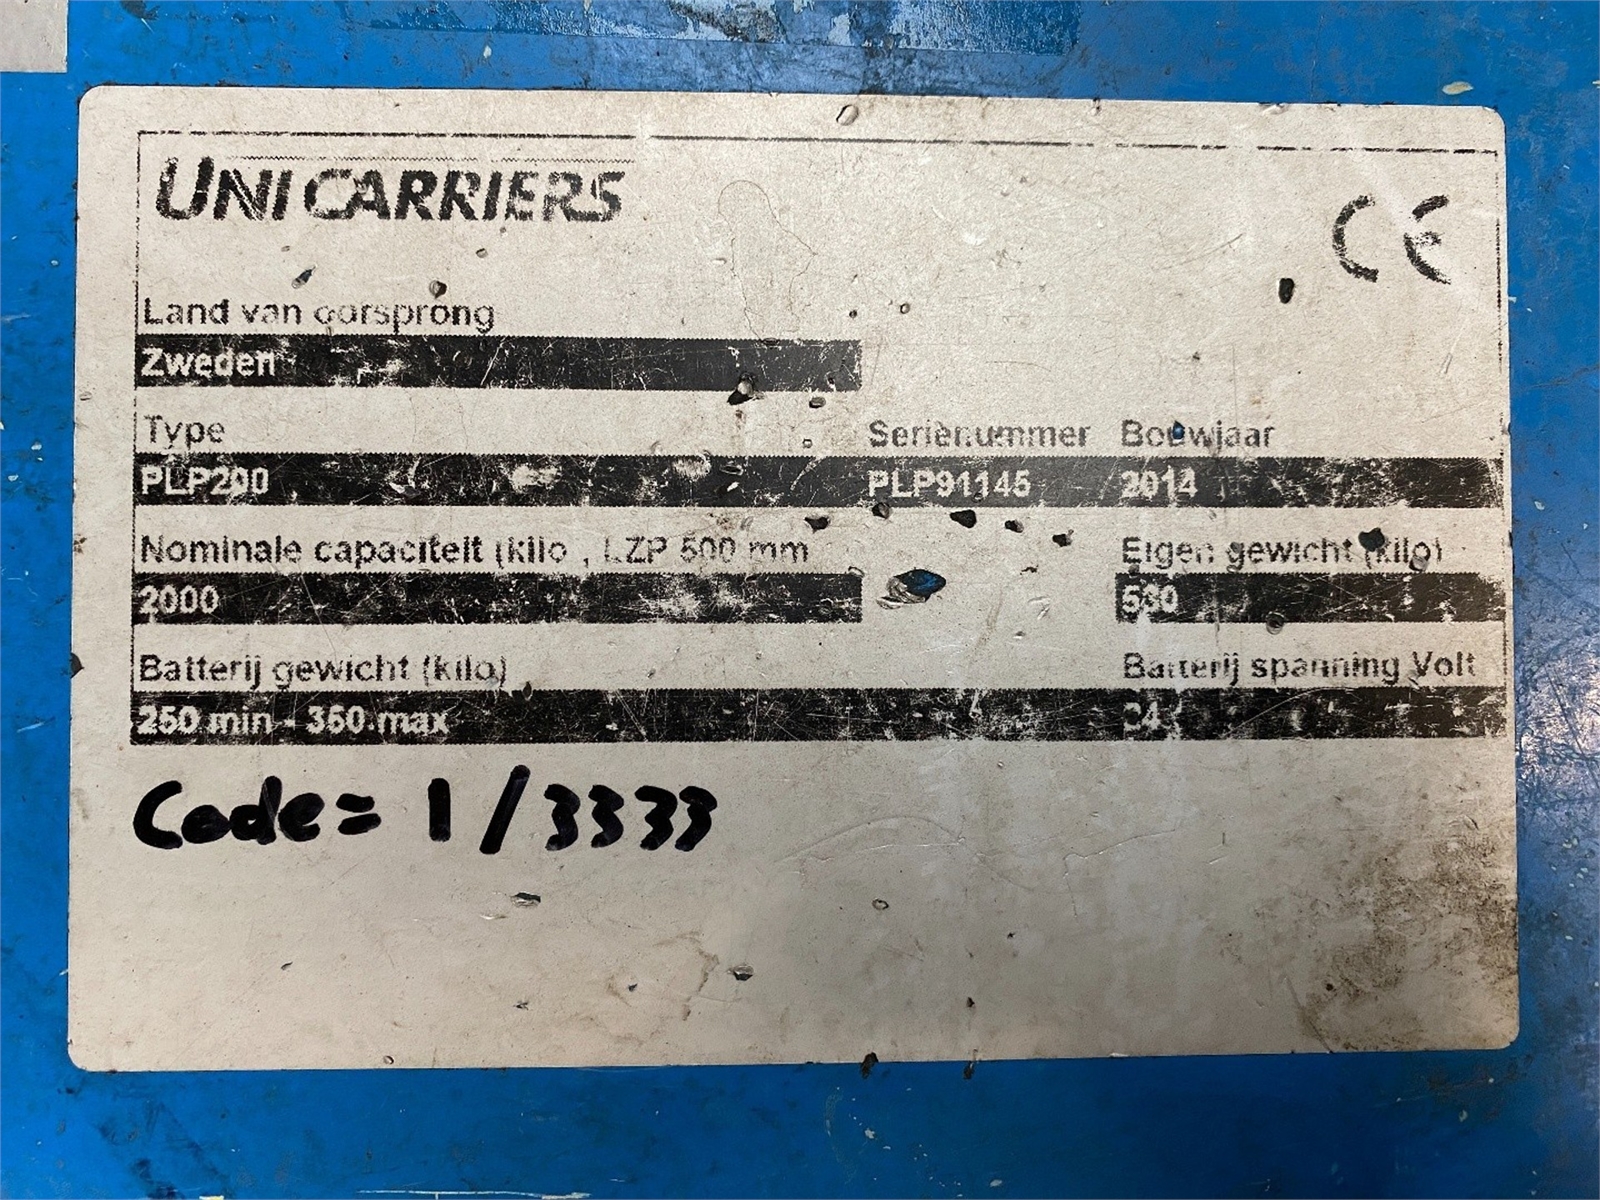 UNICARRIERS
CE
Land van oorsprong
Zweden
Type Serienummer Bouwjaar
PLP200 PLP91145 2014
Nominale capaciteit (kilo , LZP 500 mm Eigen gewicht (kilo)
2000
Batterij gewicht (kilo) Batterij spanning Volt
250 min - 350 max
Code= 1/3333